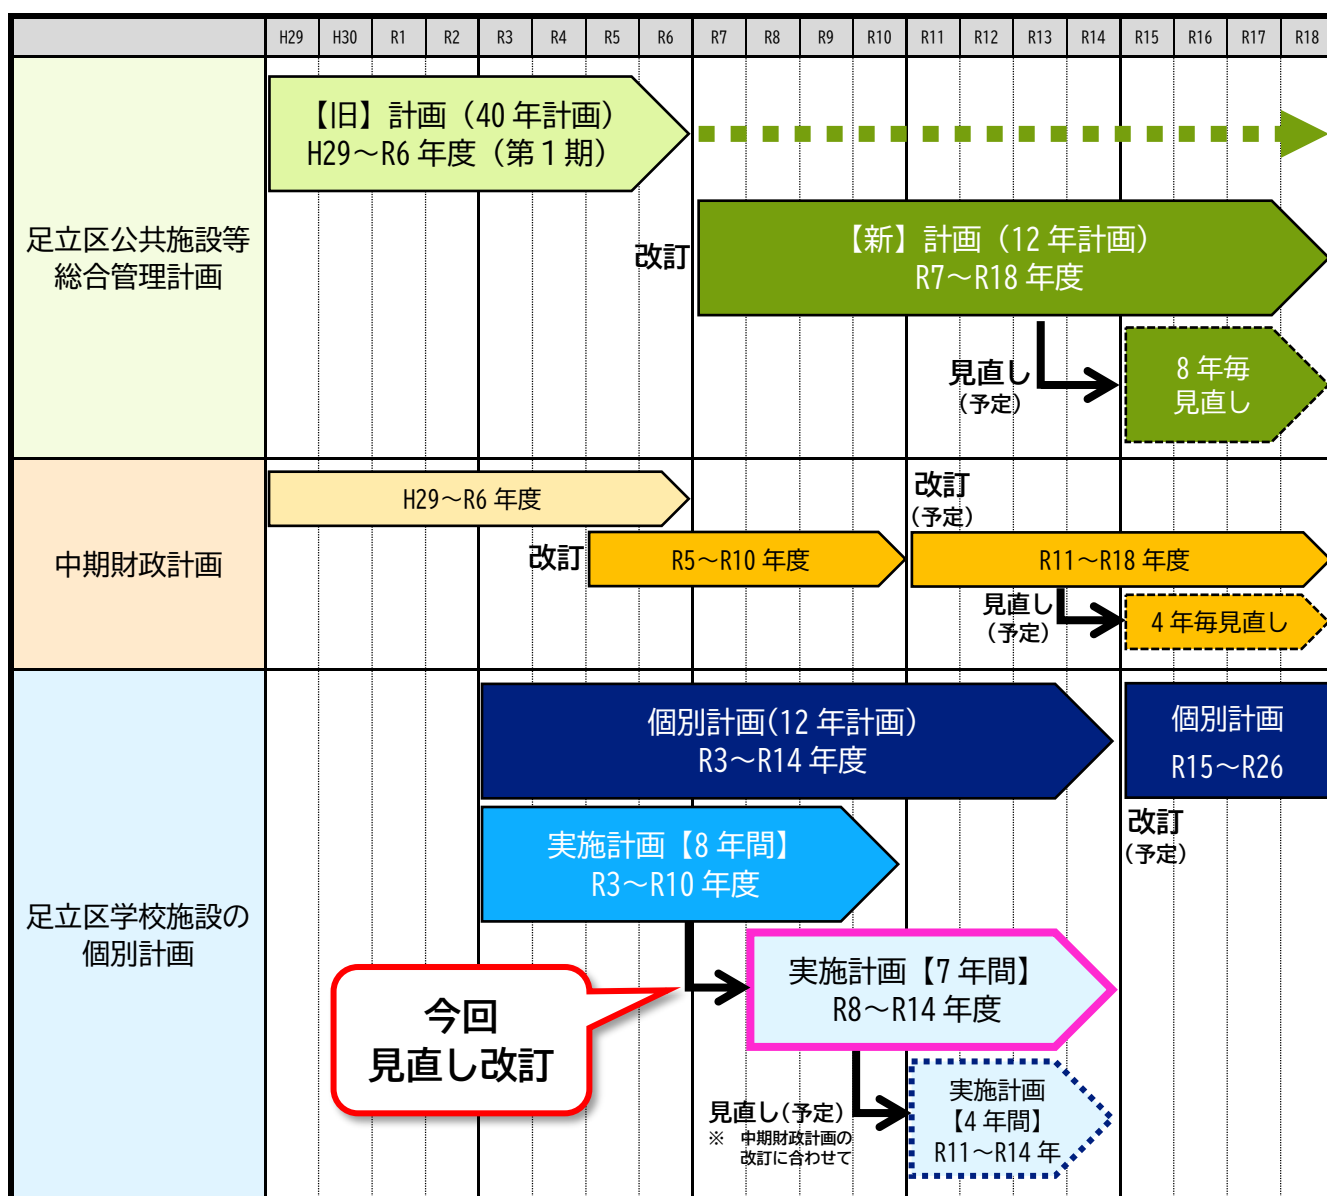 H29 H30 R1 R2 R3 R4 R5 R6 R7 R8 R9 R10 R11 R12 R13 R14 R15 R16 R17 R18
足立区公共施設等
総合管理計画
【旧】計画（40年計画）
H29～R6年度（第１期）
改訂
【新】計画（12年計画）
R7～R18年度
見直し
（予定）
8年毎
見直し
中期財政計画
H29～R6年度
改訂
R5～R10年度
改訂
（予定）
R11～R18年度
見直し
（予定）
4年毎見直し
足立区学校施設の
個別計画
個別計画(12年計画)
R3～R14年度
個別計画
R15～R26
改訂
（予定）
実施計画【8年間】
R3～R10年度
実施計画【7年間】
R8～R14年度
今回
見直し改訂
見直し（予定）
※　中期財政計画の
改訂に合わせて
実施計画
【4年間】
R11～R14年